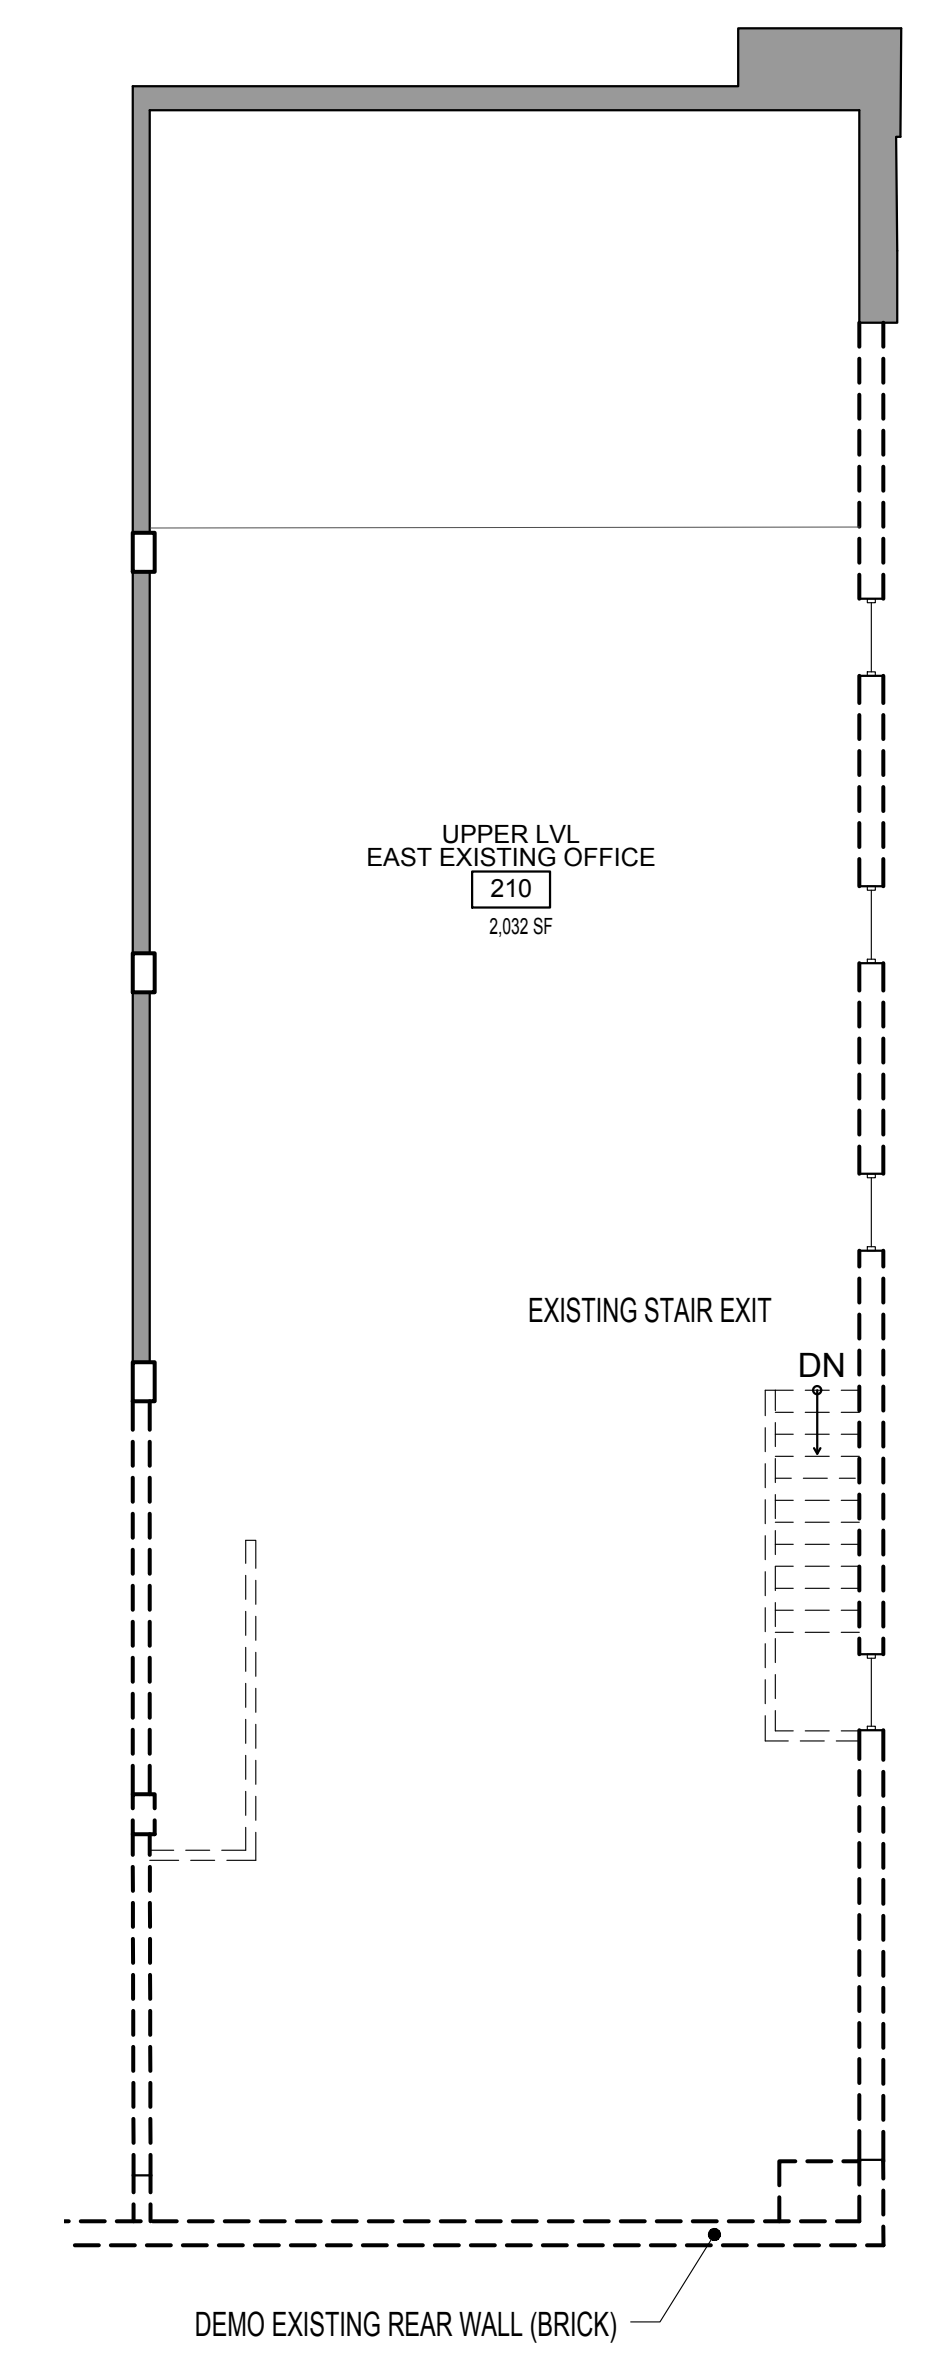 UPPER LVL
EAST EXISTING OFFICE
210
2,032 SF
EXISTING STAIR EXIT
DN
DEMO EXISTING REAR WALL (BRICK)